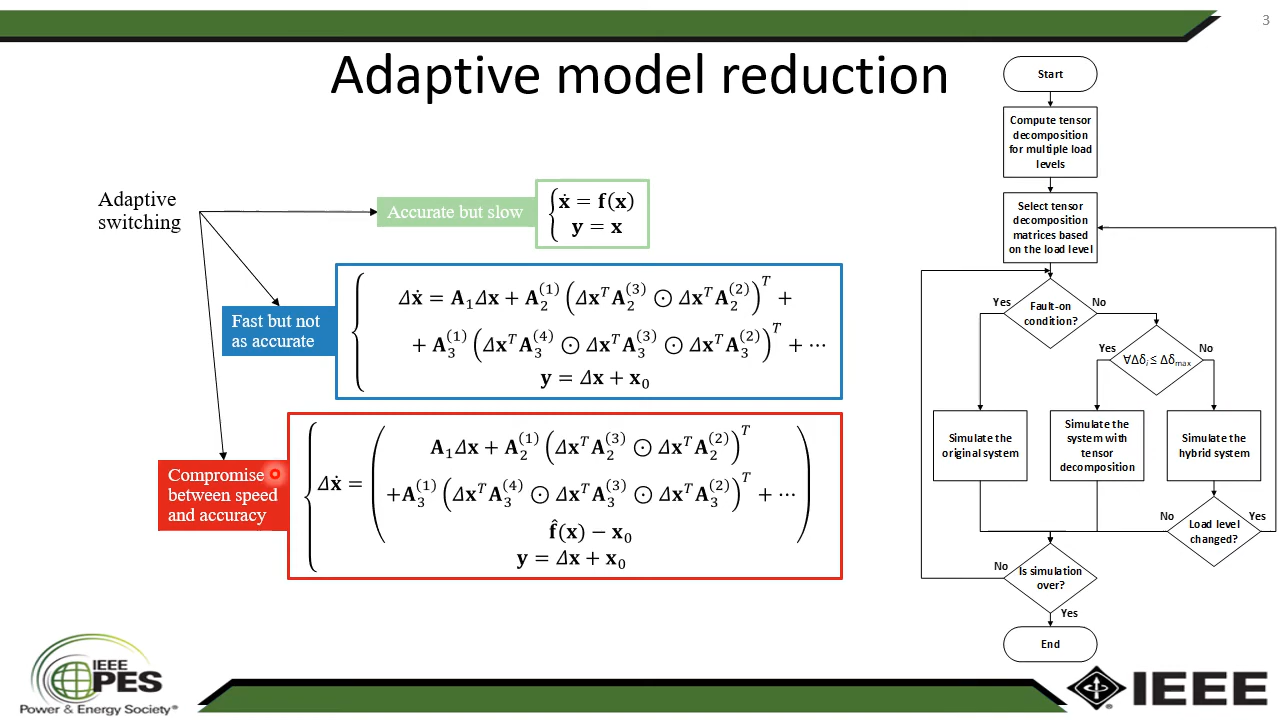 3
Adaptive model reduction
Adaptive
switching
Accurate but slow
{ẋ = f(x)
y = x
Fast but not
as accurate
Δẋ = A₁Δx + A₂⁽¹⁾(ΔxᵀA₂⁽³⁾ ⊙ ΔxᵀA₂⁽²⁾)ᵀ +
+ A₃⁽¹⁾(ΔxᵀA₃⁽⁴⁾ ⊙ ΔxᵀA₃⁽³⁾ ⊙ ΔxᵀA₃⁽²⁾)ᵀ + ⋯
y = Δx + x₀
Compromise
between speed
and accuracy
Δẋ =
A₁Δx + A₂⁽¹⁾(ΔxᵀA₂⁽³⁾ ⊙ ΔxᵀA₂⁽²⁾)ᵀ
+A₃⁽¹⁾(ΔxᵀA₃⁽⁴⁾ ⊙ ΔxᵀA₃⁽³⁾ ⊙ ΔxᵀA₃⁽²⁾)ᵀ + ⋯
f̂(x) − x₀
y = Δx + x₀
Start
Compute tensor
decomposition
for multiple load
levels
Select tensor
decomposition
matrices based
on the load level
Yes
Fault-on
condition?
No
Yes
∀Δδᵢ ≤ Δδₘₐₓ
No
Simulate the
original system
Simulate the
system with
tensor
decomposition
Simulate the
hybrid system
No
Load level
changed?
Yes
No
Is simulation
over?
Yes
End
IEEE
PES
Power & Energy Society®
IEEE